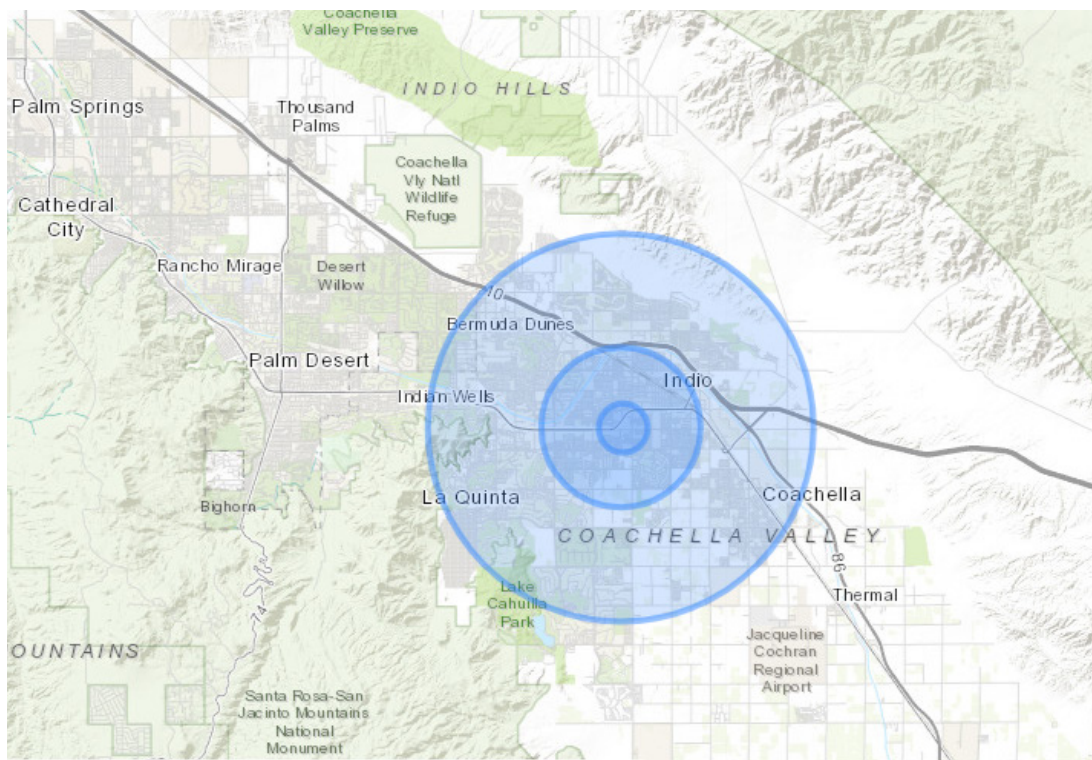 Coachella
Valley Preserve
INDIO HILLS
Palm Springs
Thousand
Palms
Coachella
Vly Natl
Wildlife
Refuge
Cathedral
City
Rancho Mirage
Desert
Willow
10
Bermuda Dunes
Palm Desert
Indio
Indian Wells
La Quinta
Coachella
Bighorn
COACHELLA VALLEY
86
Lake
Cahuilla
Park
Thermal
74
Jacqueline
Cochran
Regional
Airport
OUNTAINS
Santa Rosa-San
Jacinto Mountains
National
Monument